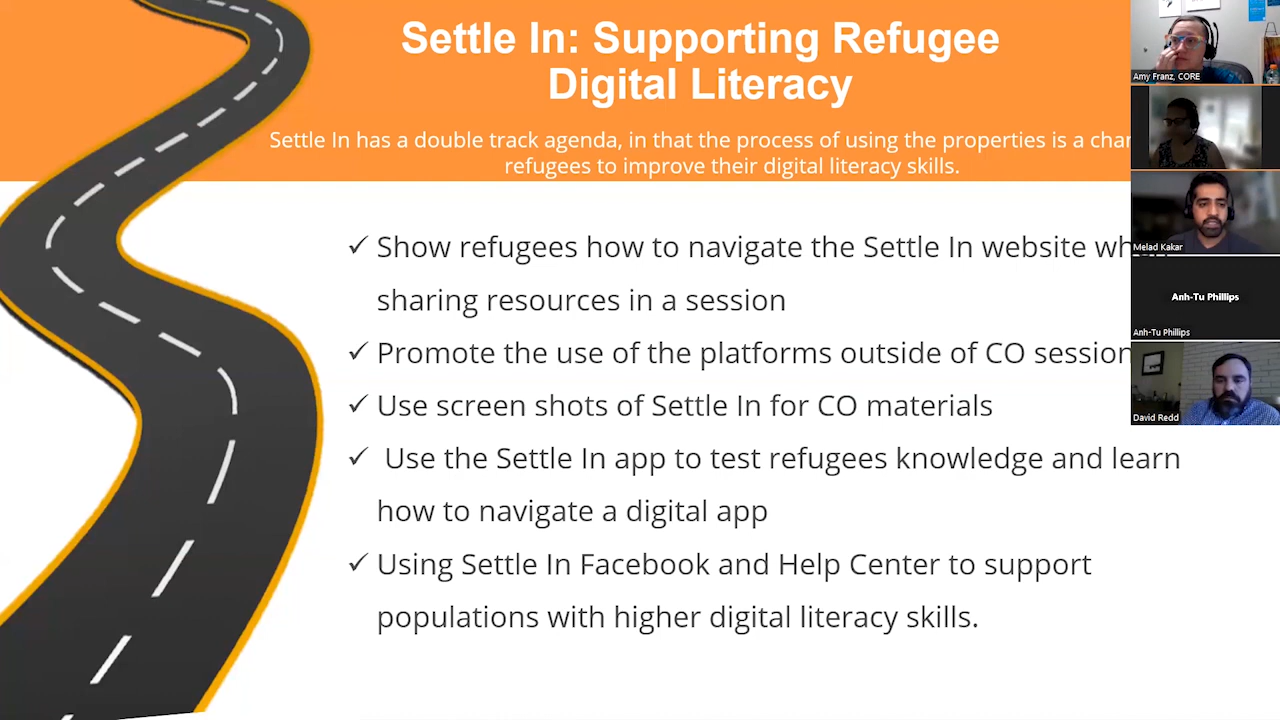 Settle In: Supporting Refugee
Digital Literacy
Settle In has a double track agenda, in that the process of using the properties is a
refugees to improve their digital literacy skills.
✓ Show refugees how to navigate the Settle In website
sharing resources in a session
✓ Promote the use of the platforms outside of CO session
✓ Use screen shots of Settle In for CO materials
✓ Use the Settle In app to test refugees knowledge and learn
how to navigate a digital app
✓ Using Settle In Facebook and Help Center to support
populations with higher digital literacy skills.
Amy Franz, CORE
Melad Kakar
Anh-Tu Phillips
Anh-Tu Phillips
David Redd